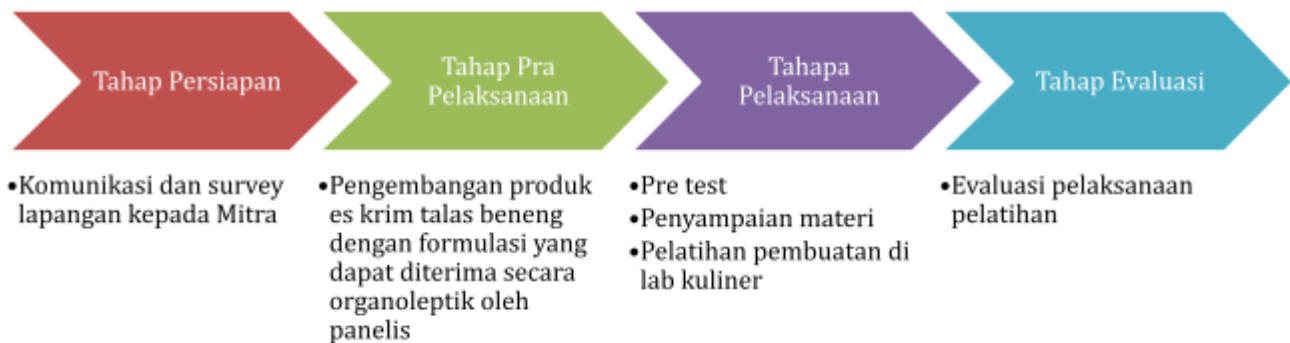 Tahap Persiapan
•Komunikasi dan survey
lapangan kepada Mitra
Tahap Pra
Pelaksanaan
•Pengembangan produk
es krim talas beneng
dengan formulasi yang
dapat diterima secara
organoleptik oleh
panelis
Tahapa
Pelaksanaan
•Pre test
•Penyampaian materi
•Pelatihan pembuatan di
lab kuliner
Tahap Evaluasi
•Evaluasi pelaksanaan
pelatihan